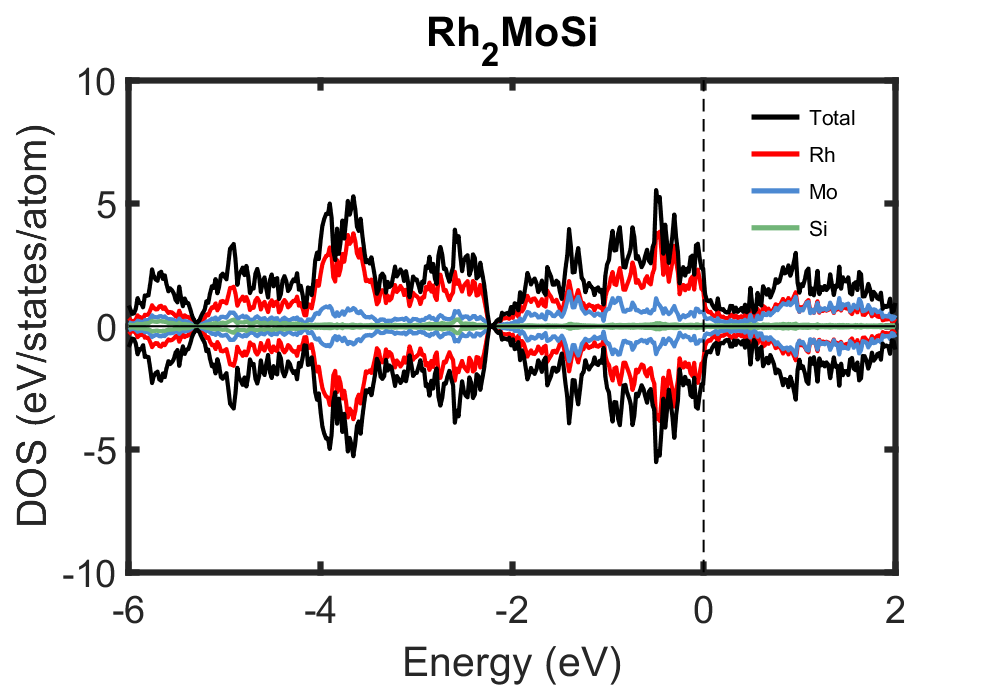 Rh₂MoSi
DOS (eV/states/atom)
10
5
0
-5
-10
Total
Rh
Mo
Si
-6 -4 -2 0 2
Energy (eV)